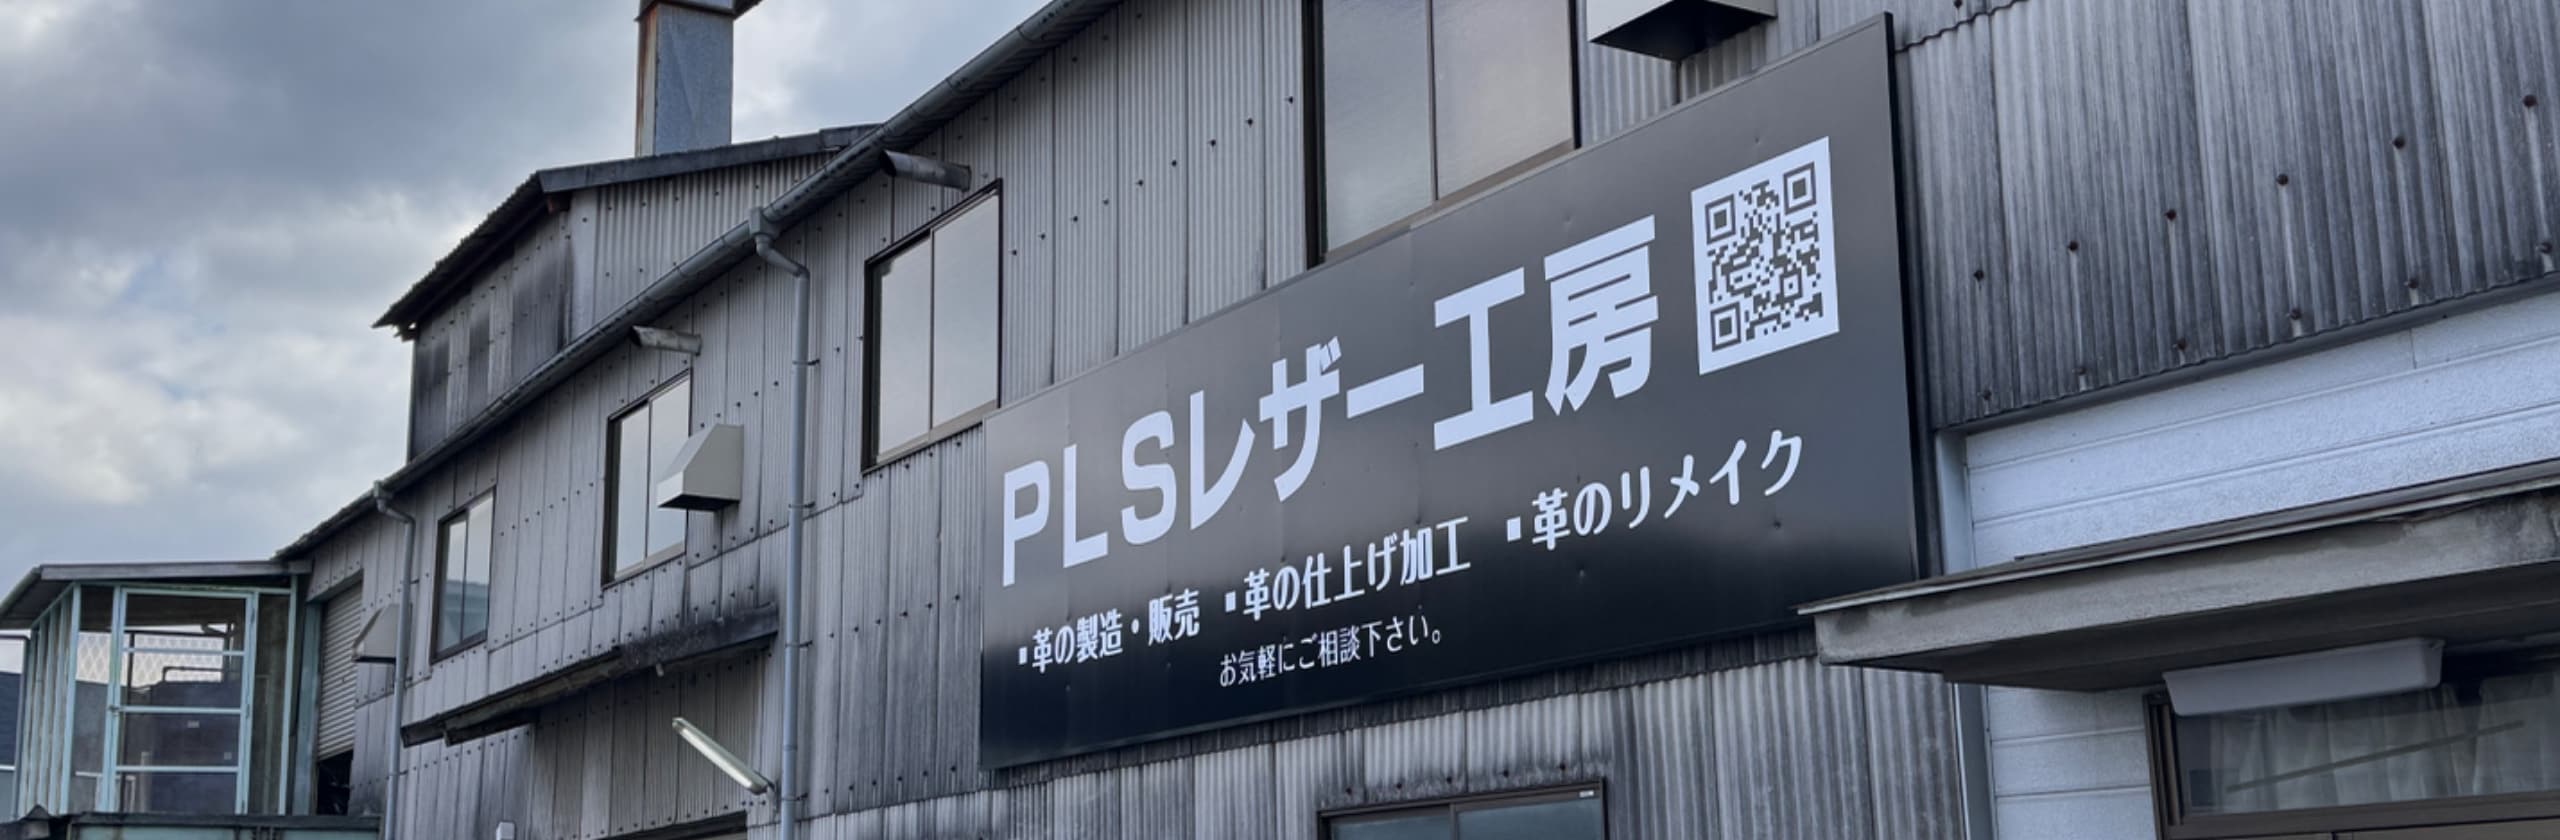 PLSレザー工房
▪革の製造・販売 ▪革の仕上げ加工 ▪革のリメイク
お気軽にご相談下さい。